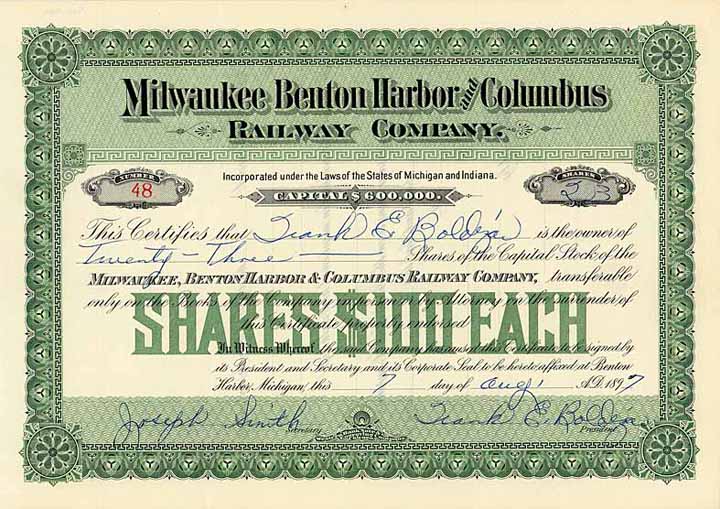 Milwaukee Benton Harbor and Columbus
RAILWAY COMPANY.
NUMBER
48
Incorporated under the Laws of the States of Michigan and Indiana.
CAPITAL $600,000.
SHARES
23
This Certifies that Frank E Boldea is the owner of
Twenty-Three Shares of the Capital Stock of the
MILWAUKEE, BENTON HARBOR & COLUMBUS RAILWAY COMPANY, transferable
only on the Books of the Company in person or by Attorney on the surrender of
this Certificate properly endorsed
SHARES $100 EACH
In Witness Whereof the said Company has caused this Certificate to be signed by
its President and Secretary and its Corporate Seal to be hereto affixed at Benton
Harbor, Michigan, this 7 day of Aug. A.D. 1897
Joseph Smith Secretary
Frank E Boldea President